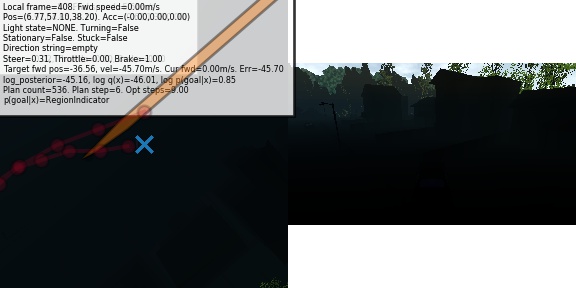 Local frame=408. Fwd speed=0.00m/s
Pos=(6.77,57.10,38.20). Acc=(-0.00,0.00,0.00)
Light state=NONE. Turning=False
Stationary=False. Stuck=False
Direction string=empty
Steer=0.31, Throttle=0.00, Brake=1.00
Target fwd pos=-36.56, vel=-45.70m/s. Cur fwd=0.00m/s. Err=-45.70
log_posterior=-45.16, log q(x)=-46.01, log p(goal|x)=0.85
Plan count=536. Plan step=6. Opt steps=9.00
p(goal|x)=RegionIndicator